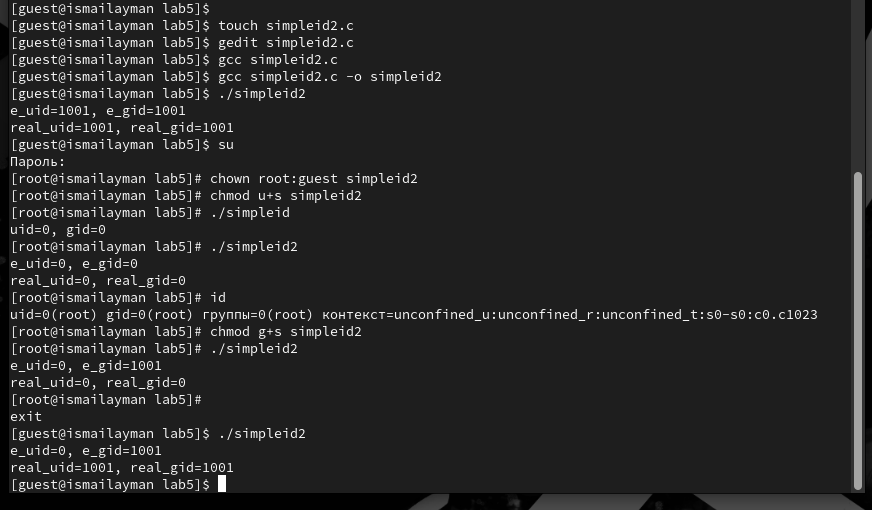 [guest@ismailayman lab5]$
[guest@ismailayman lab5]$ touch simpleid2.c
[guest@ismailayman lab5]$ gedit simpleid2.c
[guest@ismailayman lab5]$ gcc simpleid2.c
[guest@ismailayman lab5]$ gcc simpleid2.c -o simpleid2
[guest@ismailayman lab5]$ ./simpleid2
e_uid=1001, e_gid=1001
real_uid=1001, real_gid=1001
[guest@ismailayman lab5]$ su
Пароль:
[root@ismailayman lab5]# chown root:guest simpleid2
[root@ismailayman lab5]# chmod u+s simpleid2
[root@ismailayman lab5]# ./simpleid
uid=0, gid=0
[root@ismailayman lab5]# ./simpleid2
e_uid=0, e_gid=0
real_uid=0, real_gid=0
[root@ismailayman lab5]# id
uid=0(root) gid=0(root) группы=0(root) контекст=unconfined_u:unconfined_r:unconfined_t:s0-s0:c0.c1023
[root@ismailayman lab5]# chmod g+s simpleid2
[root@ismailayman lab5]# ./simpleid2
e_uid=0, e_gid=1001
real_uid=0, real_gid=0
[root@ismailayman lab5]#
exit
[guest@ismailayman lab5]$ ./simpleid2
e_uid=0, e_gid=1001
real_uid=1001, real_gid=1001
[guest@ismailayman lab5]$